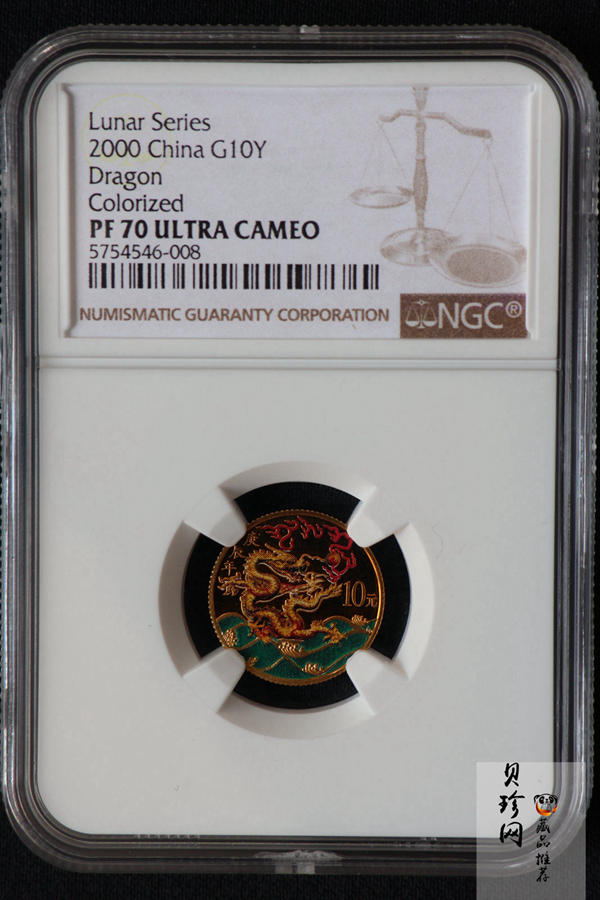 Lunar Series
2000 China G10Y
Dragon
Colorized
PF 70 ULTRA CAMEO
5754546-008
NUMISMATIC GUARANTY CORPORATION
NGC®
庚辰年
10元
贝珍网
藏品推荐